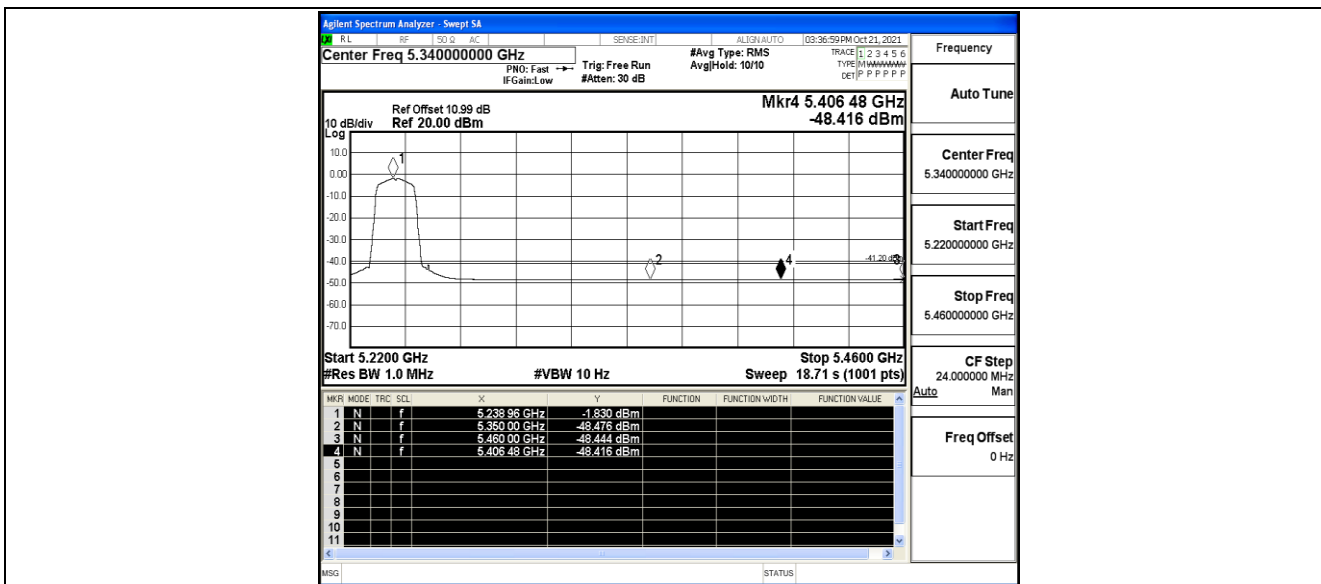 Agilent Spectrum Analyzer - Swept SA
LXI RL RF 50 Ω AC SENSE:INT ALIGNAUTO 03:36:59 PM Oct 21, 2021
Center Freq 5.340000000 GHz
PNO: Fast
IFGain:Low
Trig: Free Run
#Atten: 30 dB
#Avg Type: RMS
Avg|Hold: 10/10
TRACE 1 2 3 4 5 6
TYPE M WWWWW
DET P P P P P P
Frequency
Mkr4 5.406 48 GHz
-48.416 dBm
Ref Offset 10.99 dB
10 dB/div Ref 20.00 dBm
Log
10.0
0.00
-10.0
-20.0
-30.0
-40.0
-50.0
-60.0
-70.0
1
2
4
3
Start 5.2200 GHz Stop 5.4600 GHz
#Res BW 1.0 MHz #VBW 10 Hz Sweep 18.71 s (1001 pts)
MKR MODE TRC SCL X Y FUNCTION FUNCTION WIDTH FUNCTION VALUE
1 N f 5.238 96 GHz -1.830 dBm
2 N f 5.350 00 GHz -48.476 dBm
3 N f 5.460 00 GHz -48.444 dBm
4 N f 5.406 48 GHz -48.416 dBm
5
6
7
8
9
10
11
MSG STATUS
Auto Tune
Center Freq
5.340000000 GHz
Start Freq
5.220000000 GHz
Stop Freq
5.460000000 GHz
CF Step
24.000000 MHz
Auto Man
Freq Offset
0 Hz